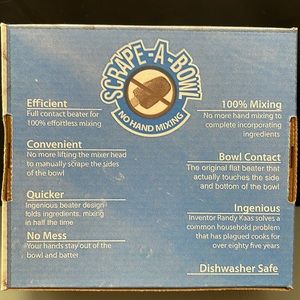 SCRAPE-A-BOWL
NO HAND MIXING
Efficient
Full contact beater for
100% effortless mixing
Convenient
No more lifting the mixer head
to manually scrape the sides
of the bowl
Quicker
Ingenious beater design
folds ingredients, mixing
in half the time
No Mess
Your hands stay out of the
bowl and batter
100% Mixing
No more hand mixing to
complete incorporating
ingredients
Bowl Contact
The original flat beater that
actually touches the side
and bottom of the bowl
Ingenious
Inventor Randy Kaas solves a
common household problem
that has plagued cooks for
over eighty five years
Dishwasher Safe